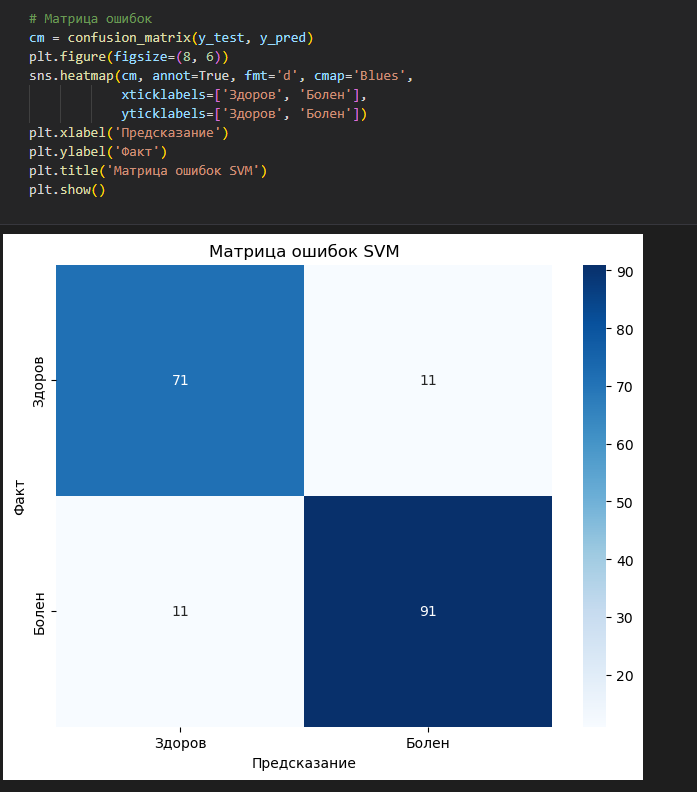 # Матрица ошибок
cm = confusion_matrix(y_test, y_pred)
plt.figure(figsize=(8, 6))
sns.heatmap(cm, annot=True, fmt='d', cmap='Blues',
            xticklabels=['Здоров', 'Болен'],
            yticklabels=['Здоров', 'Болен'])
plt.xlabel('Предсказание')
plt.ylabel('Факт')
plt.title('Матрица ошибок SVM')
plt.show()
Матрица ошибок SVM
Факт
Здоров
71
11
Болен
11
91
Здоров
Болен
Предсказание
90
80
70
60
50
40
30
20